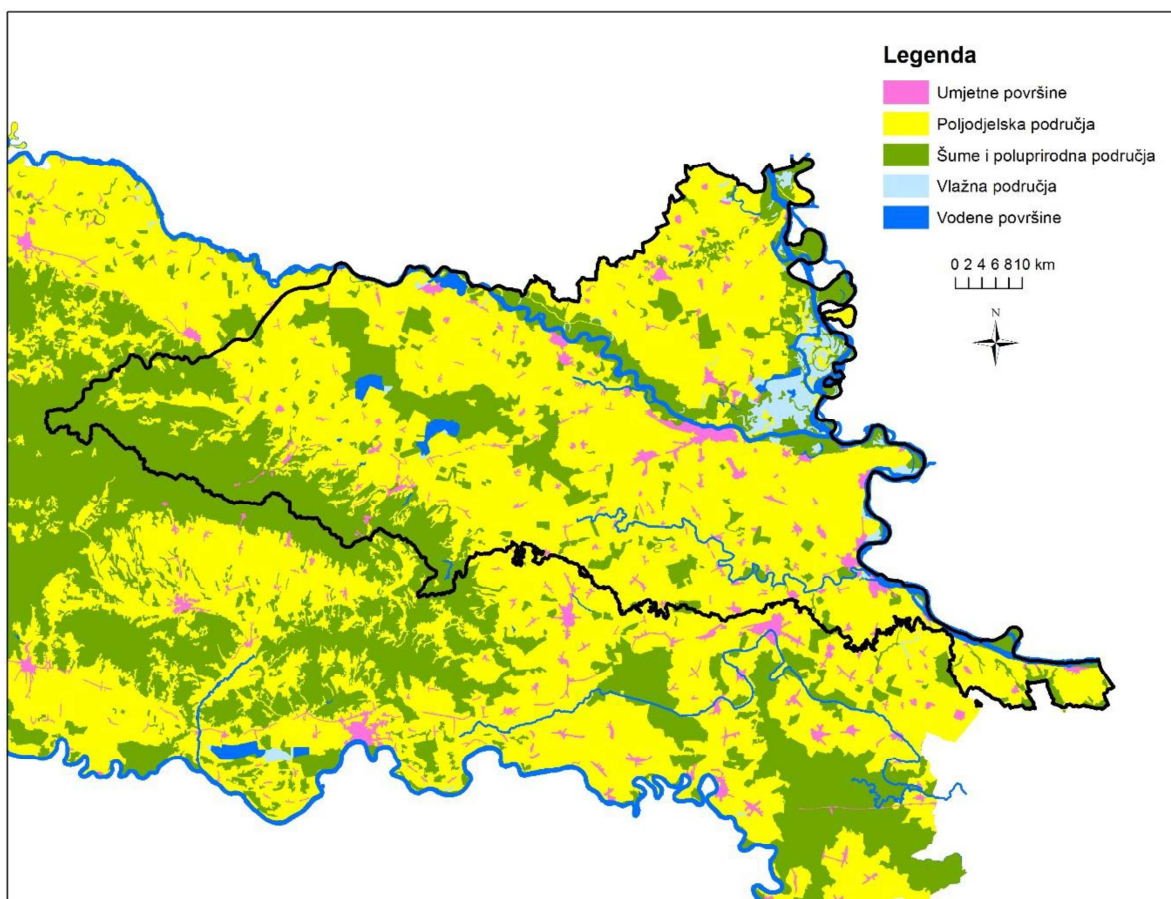 Legenda
Umjetne površine
Poljodjelska područja
Šume i poluprirodna područja
Vlažna područja
Vodene površine
0 2 4 6 8 10 km
N